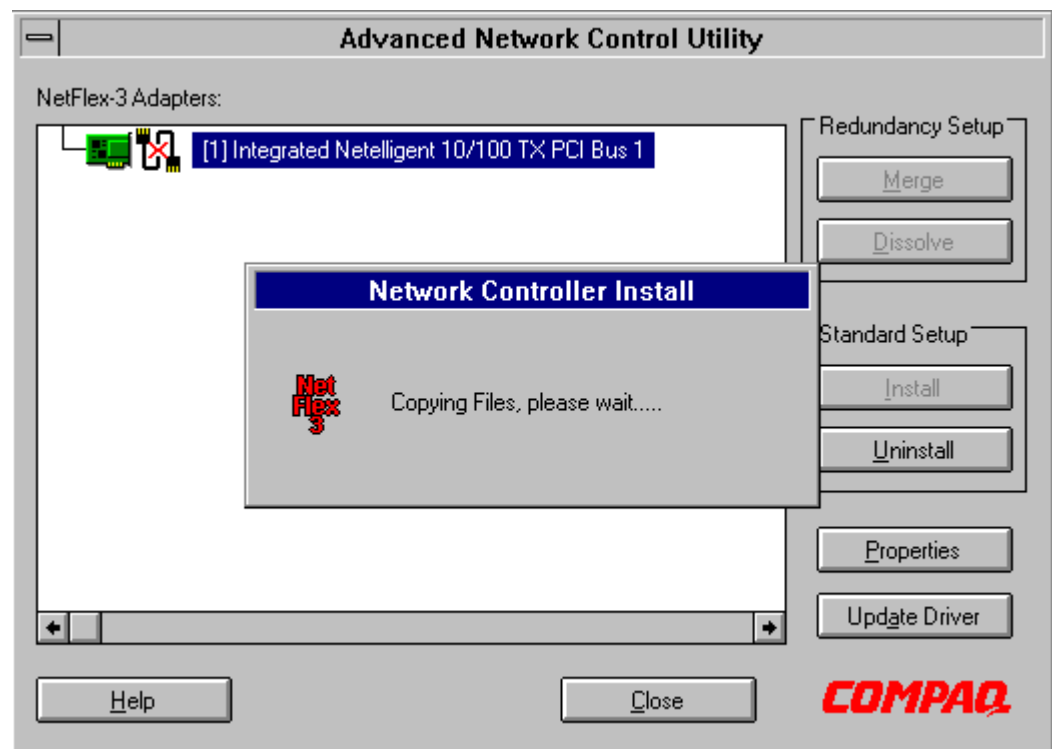 Advanced Network Control Utility
NetFlex-3 Adapters:
[1] Integrated Netelligent 10/100 TX PCI Bus 1
Redundancy Setup
Merge
Dissolve
Network Controller Install
Net
Flex
3
Copying Files, please wait.....
Standard Setup
Install
Uninstall
Properties
Update Driver
Help
Close
COMPAQ